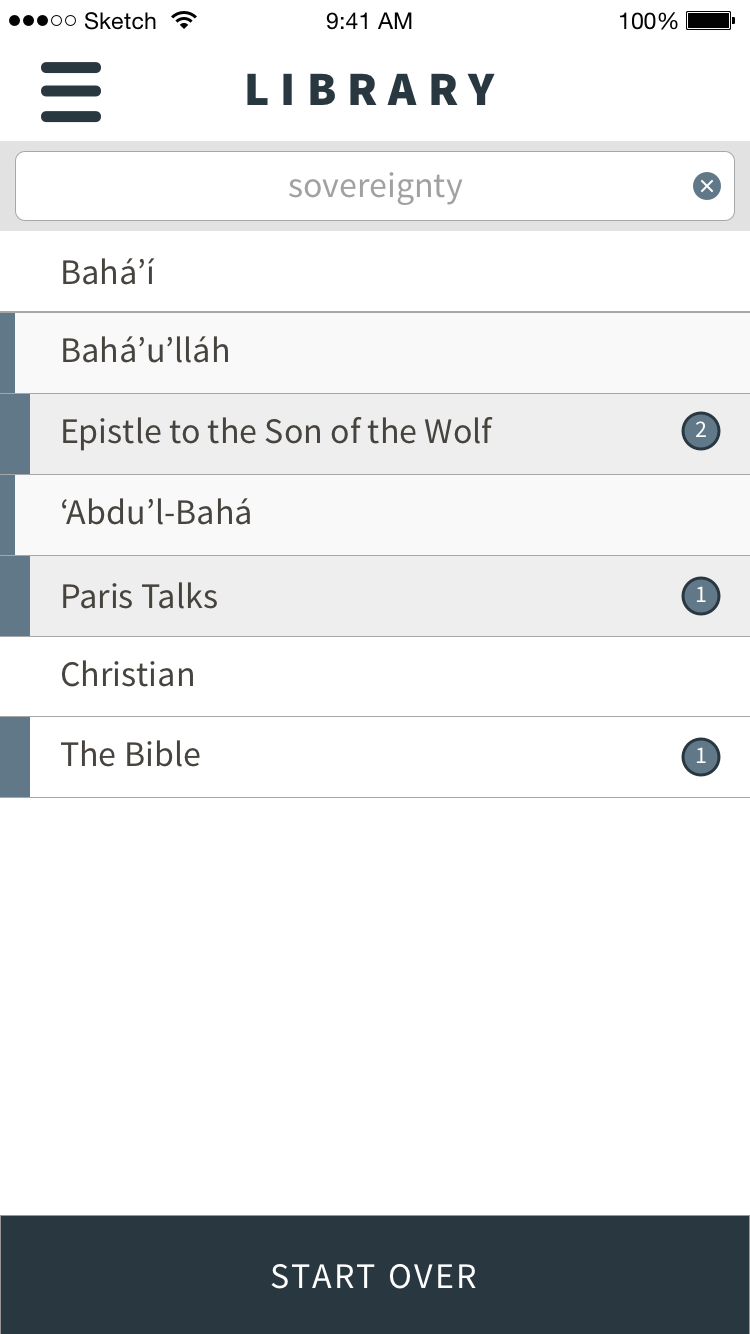 Sketch 9:41 AM 100%
LIBRARY
sovereignty
Bahá’í
Bahá’u’lláh
Epistle to the Son of the Wolf 2
‘Abdu’l-Bahá
Paris Talks 1
Christian
The Bible 1
START OVER